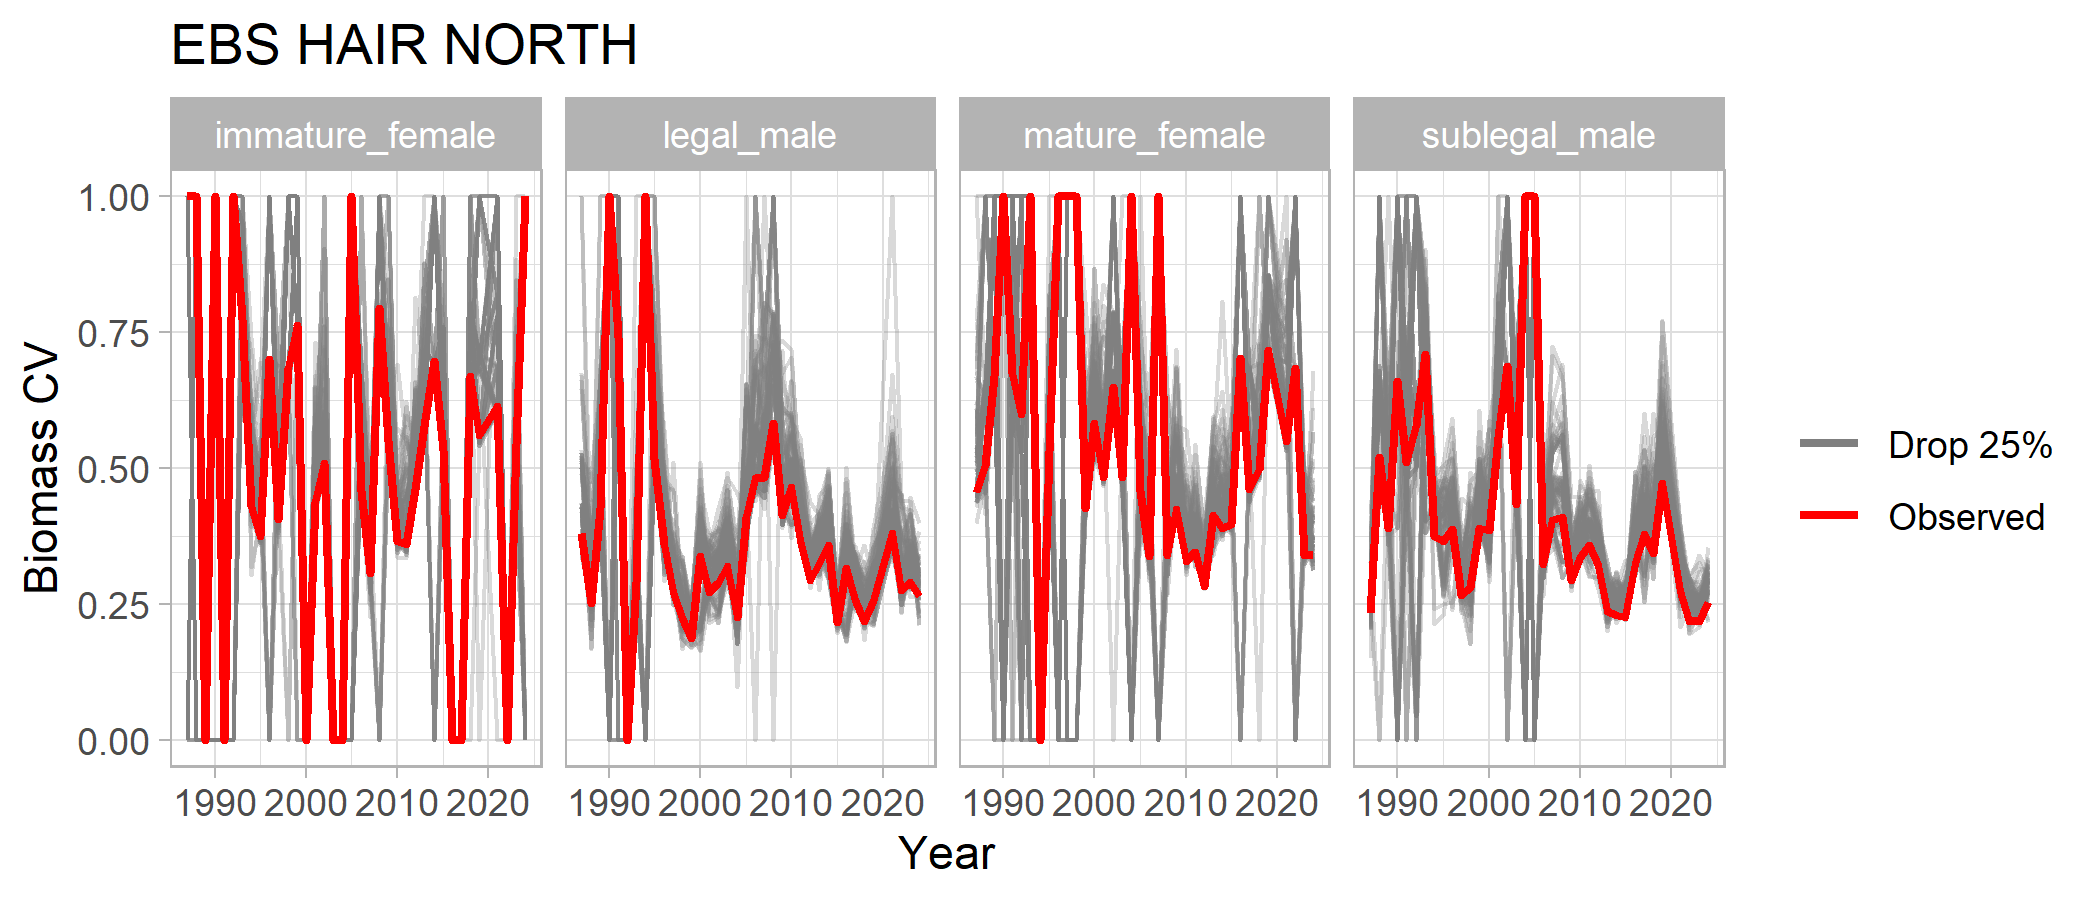 EBS HAIR NORTH
immature_female legal_male mature_female sublegal_male
1.00
0.75
0.50
0.25
0.00
Biomass CV
1990 2000 2010 2020 1990 2000 2010 2020 1990 2000 2010 2020 1990 2000 2010 2020
Year
Drop 25%
Observed